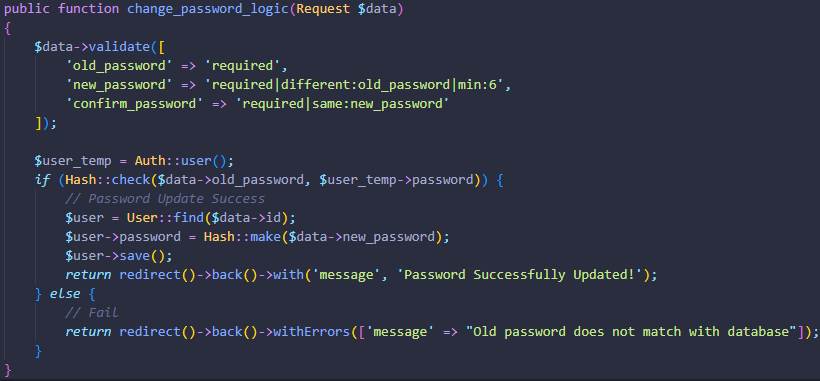 public function change_password_logic(Request $data)
{
    $data->validate([
        'old_password' => 'required',
        'new_password' => 'required|different:old_password|min:6',
        'confirm_password' => 'required|same:new_password'
    ]);

    $user_temp = Auth::user();
    if (Hash::check($data->old_password, $user_temp->password)) {
        // Password Update Success
        $user = User::find($data->id);
        $user->password = Hash::make($data->new_password);
        $user->save();
        return redirect()->back()->with('message', 'Password Successfully Updated!');
    } else {
        // Fail
        return redirect()->back()->withErrors(['message' => "Old password does not match with database"]);
    }
}